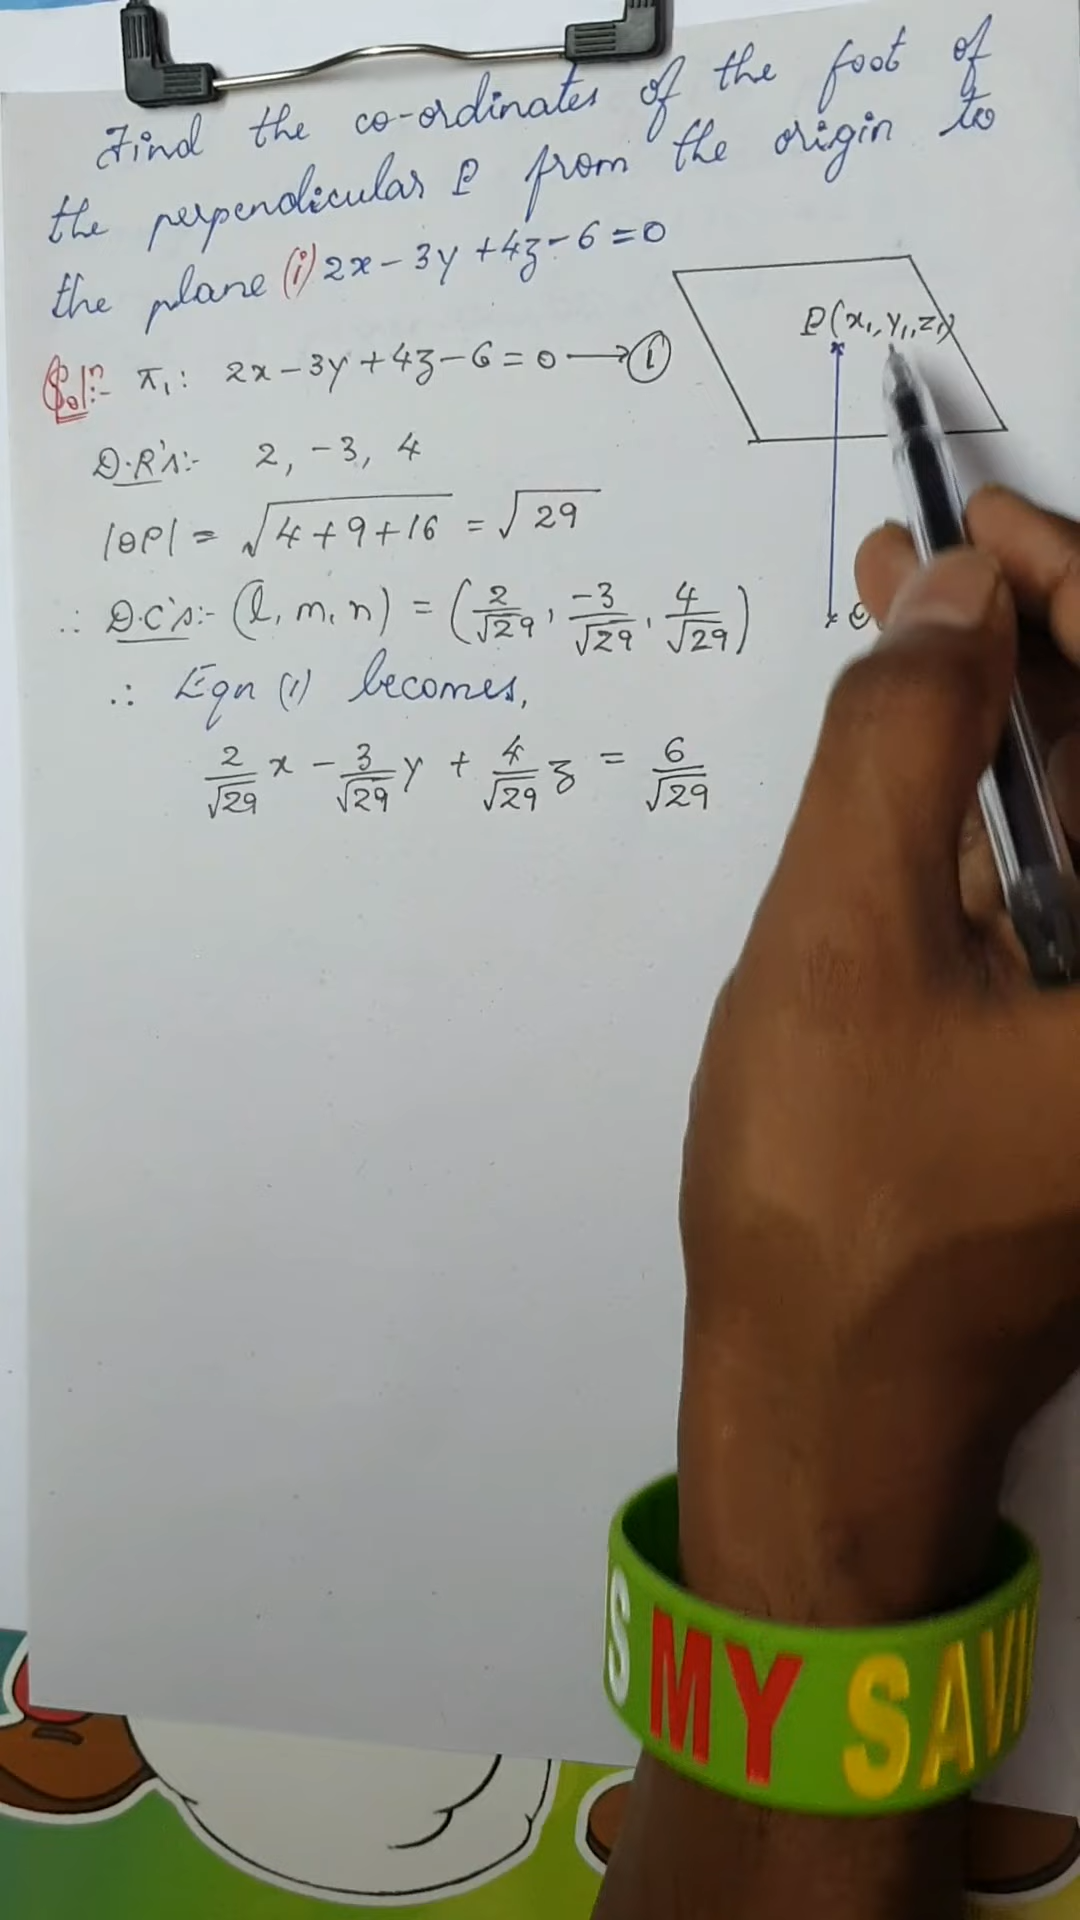 Find the co-ordinates of the foot of
the perpendicular P from the origin to
the plane (i) 2x - 3y + 4z - 6 = 0
P(x₁, y₁, z₁)
Solⁿ:- π₁: 2x - 3y + 4z - 6 = 0 → ①
D.R's:- 2, -3, 4
|OP| = √(4+9+16) = √29
∴ D.C's:- (l, m, n) = (2/√29, -3/√29, 4/√29)
∴ Eqn (1) becomes,
2/√29 x - 3/√29 y + 4/√29 z = 6/√29
S MY SAVI